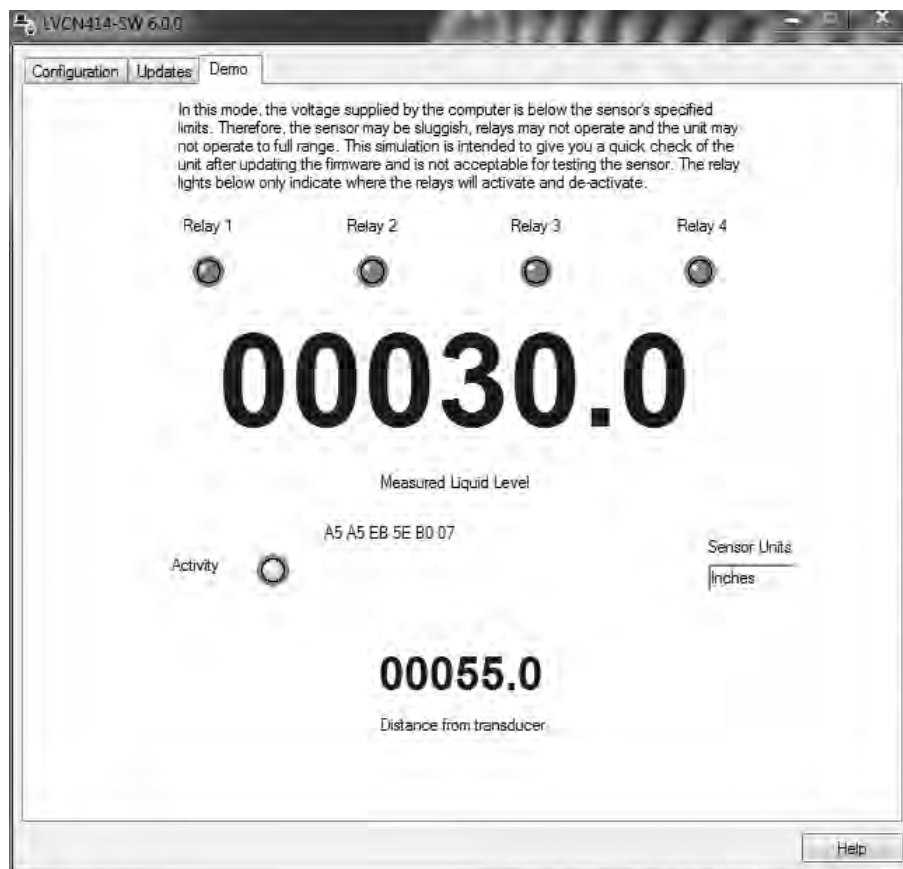 LVCN414-SW 6.0.0
Configuration Updates Demo
In this mode, the voltage supplied by the computer is below the sensor's specified
limits. Therefore, the sensor may be sluggish, relays may not operate and the unit may
not operate to full range. This simulation is intended to give you a quick check of the
unit after updating the firmware and is not acceptable for testing the sensor. The relay
lights below only indicate where the relays will activate and de-activate.
Relay 1 Relay 2 Relay 3 Relay 4
00030.0
Measured Liquid Level
A5 A5 EB 5E B0 07
Sensor Units
Activity
Inches
00055.0
Distance from transducer
Help